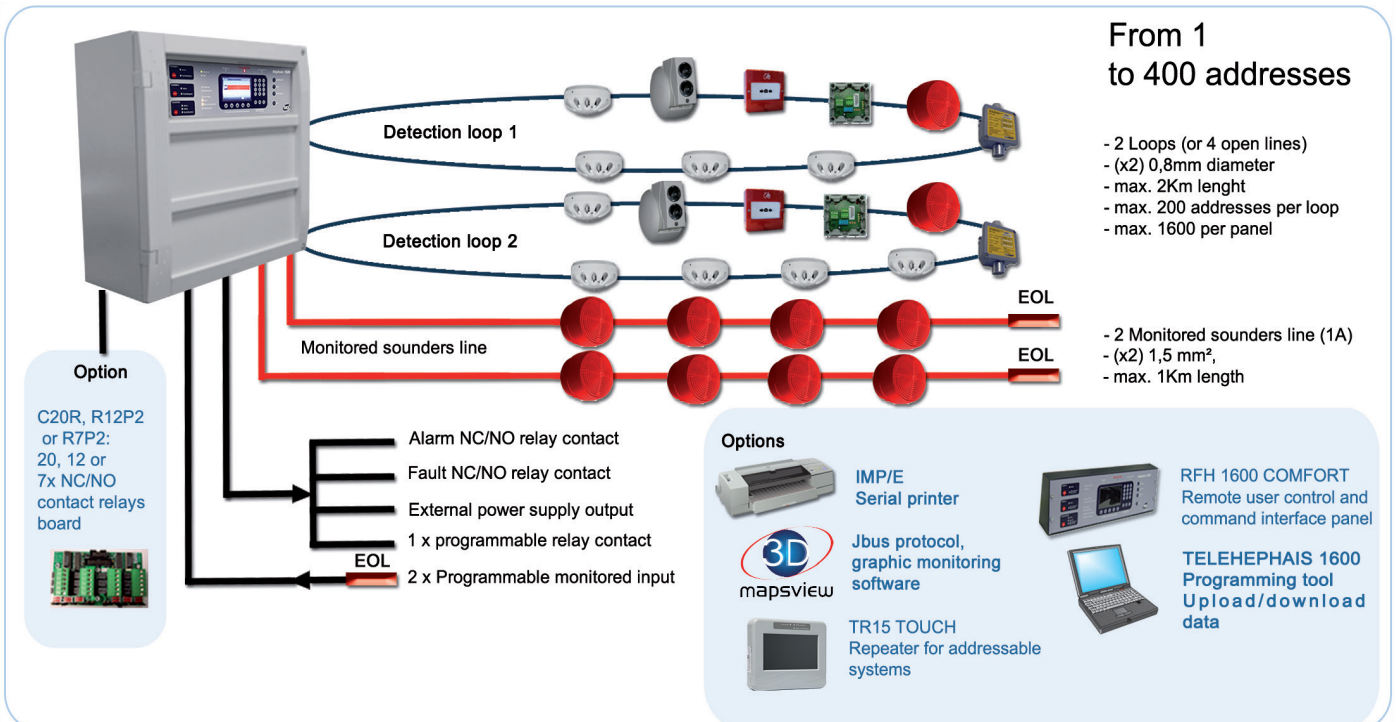 From 1
to 400 addresses
Detection loop 1
- 2 Loops (or 4 open lines)
- (x2) 0,8mm diameter
- max. 2Km lenght
- max. 200 addresses per loop
- max. 1600 per panel
Detection loop 2
EOL
Monitored sounders line
EOL
- 2 Monitored sounders line (1A)
- (x2) 1,5 mm²,
- max. 1Km length
Option
C20R, R12P2
or R7P2:
20, 12 or
7x NC/NO
contact relays
board
Alarm NC/NO relay contact
Fault NC/NO relay contact
External power supply output
1 x programmable relay contact
EOL
2 x Programmable monitored input
Options
IMP/E
Serial printer
3D
mapsview
Jbus protocol,
graphic monitoring
software
TR15 TOUCH
Repeater for addressable
systems
RFH 1600 COMFORT
Remote user control and
command interface panel
TELEHEPHAIS 1600
Programming tool
Upload/download
data